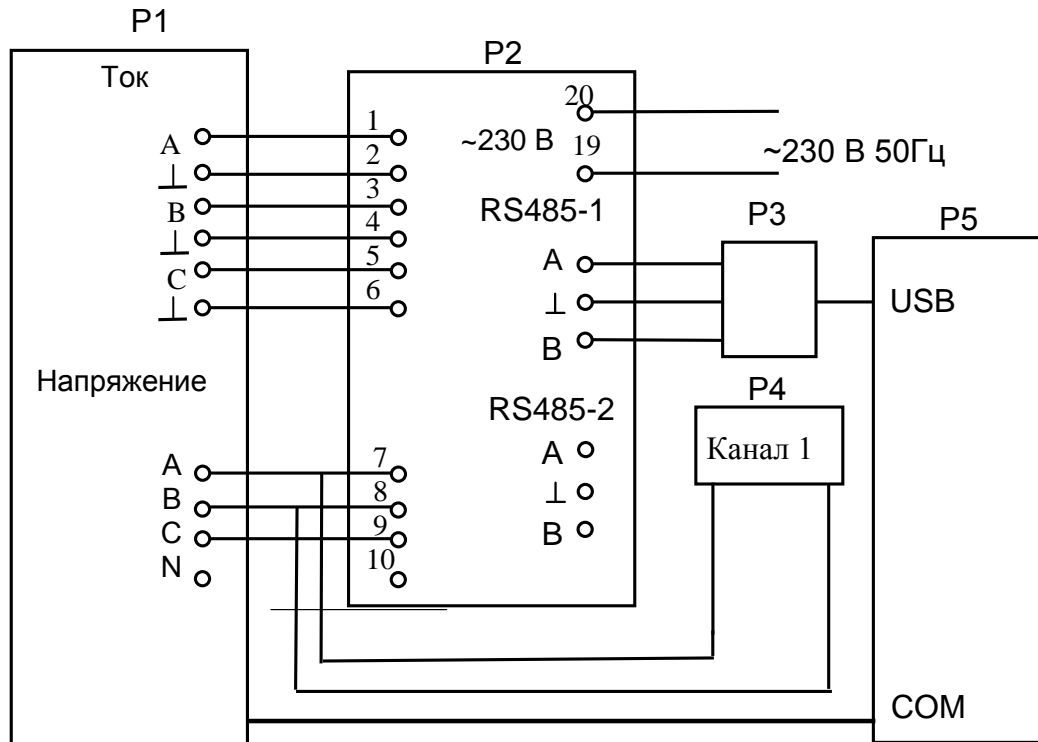 P1
Ток
A
⊥
B
⊥
C
⊥
Напряжение
A
B
C
N
P2
1
2
3
4
5
6
7
8
9
10
20
~230 В
19
RS485-1
A
⊥
B
RS485-2
A
⊥
B
~230 В 50Гц
P3
P4
Канал 1
P5
USB
COM